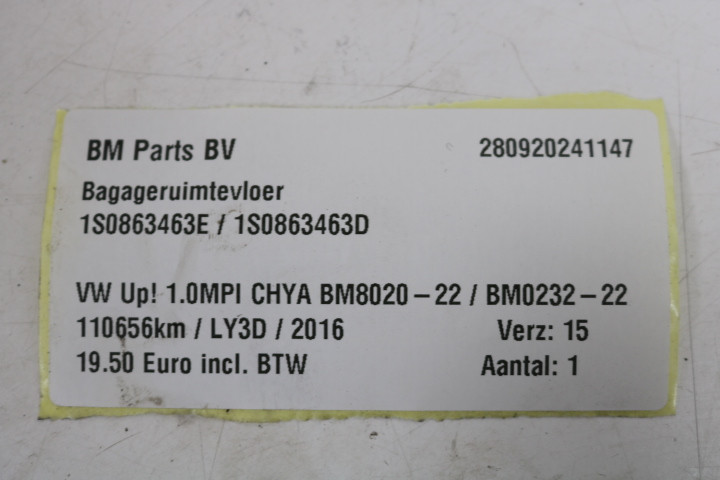 BM Parts BV 280920241147
Bagageruimtevloer
1S0863463E / 1S0863463D
VW Up! 1.0MPI CHYA BM8020-22 / BM0232-22
110656km / LY3D / 2016 Verz: 15
19.50 Euro incl. BTW Aantal: 1